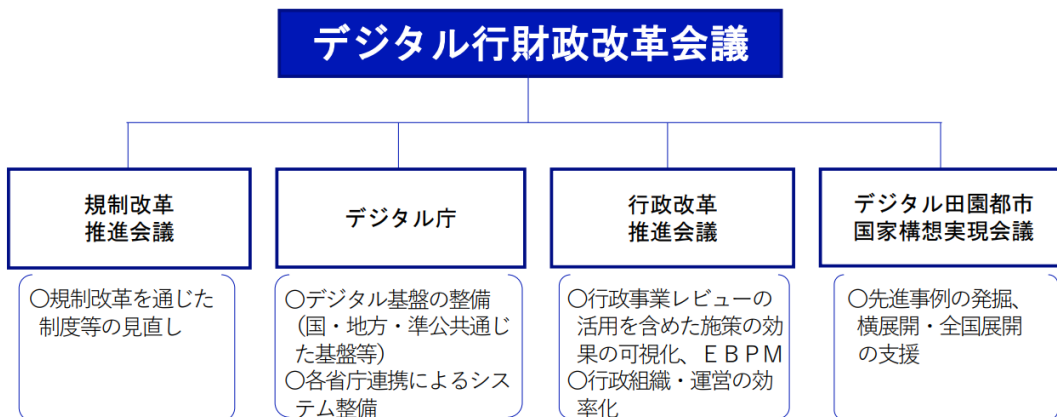 デジタル行財政改革会議
規制改革
推進会議
○規制改革を通じた
制度等の見直し
デジタル庁
○デジタル基盤の整備
(国・地方・準公共通じ
た基盤等)
○各省庁連携によるシス
テム整備
行政改革
推進会議
○行政事業レビューの
活用を含めた施策の効
果の可視化、ＥＢＰＭ
○行政組織・運営の効
率化
デジタル田園都市
国家構想実現会議
○先進事例の発掘、
横展開・全国展開
の支援